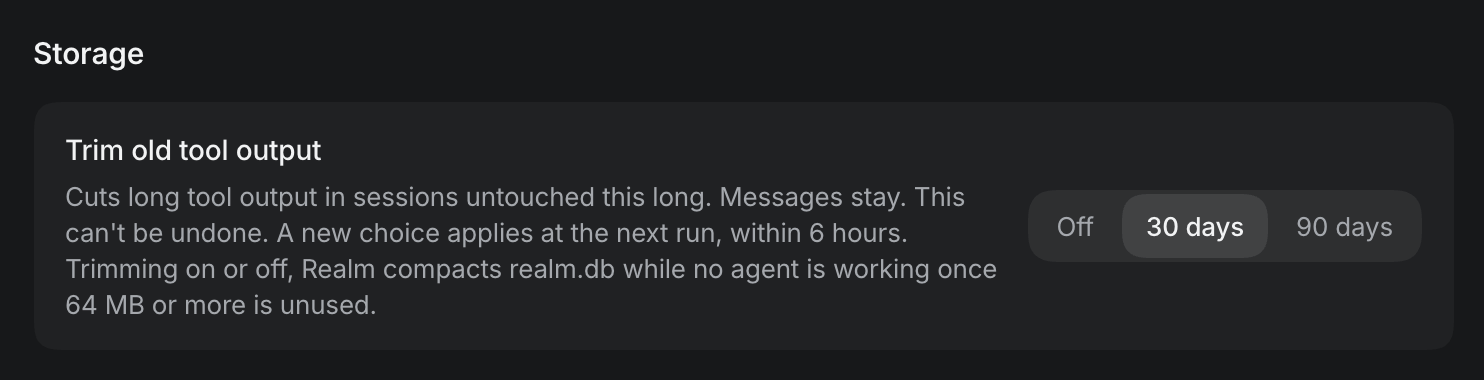 Storage
Trim old tool output
Cuts long tool output in sessions untouched this long. Messages stay. This
can't be undone. A new choice applies at the next run, within 6 hours.
Trimming on or off, Realm compacts realm.db while no agent is working once
64 MB or more is unused.
Off 30 days 90 days